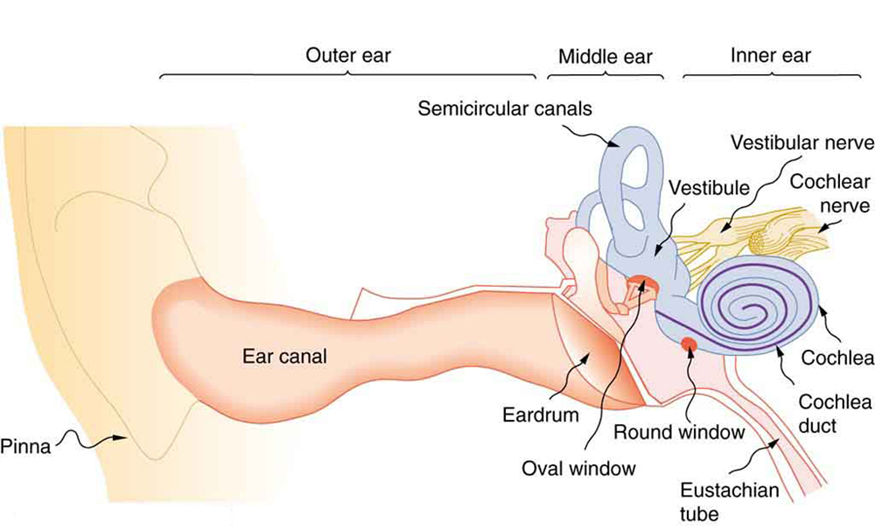 Outer ear
Middle ear
Inner ear
Semicircular canals
Vestibular nerve
Vestibule
Cochlear
nerve
Ear canal
Cochlea
Eardrum
Cochlea
duct
Round window
Pinna
Oval window
Eustachian
tube